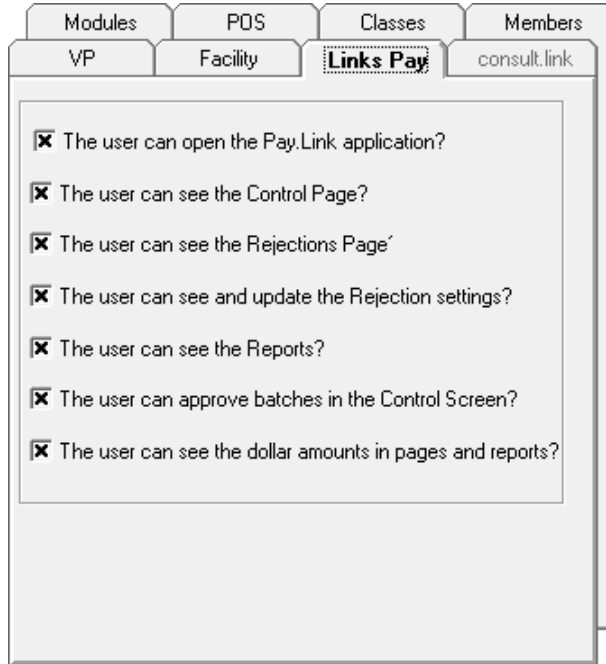 Modules POS Classes Members
VP Facility Links Pay consult.link
The user can open the Pay.Link application?
The user can see the Control Page?
The user can see the Rejections Page´
The user can see and update the Rejection settings?
The user can see the Reports?
The user can approve batches in the Control Screen?
The user can see the dollar amounts in pages and reports?